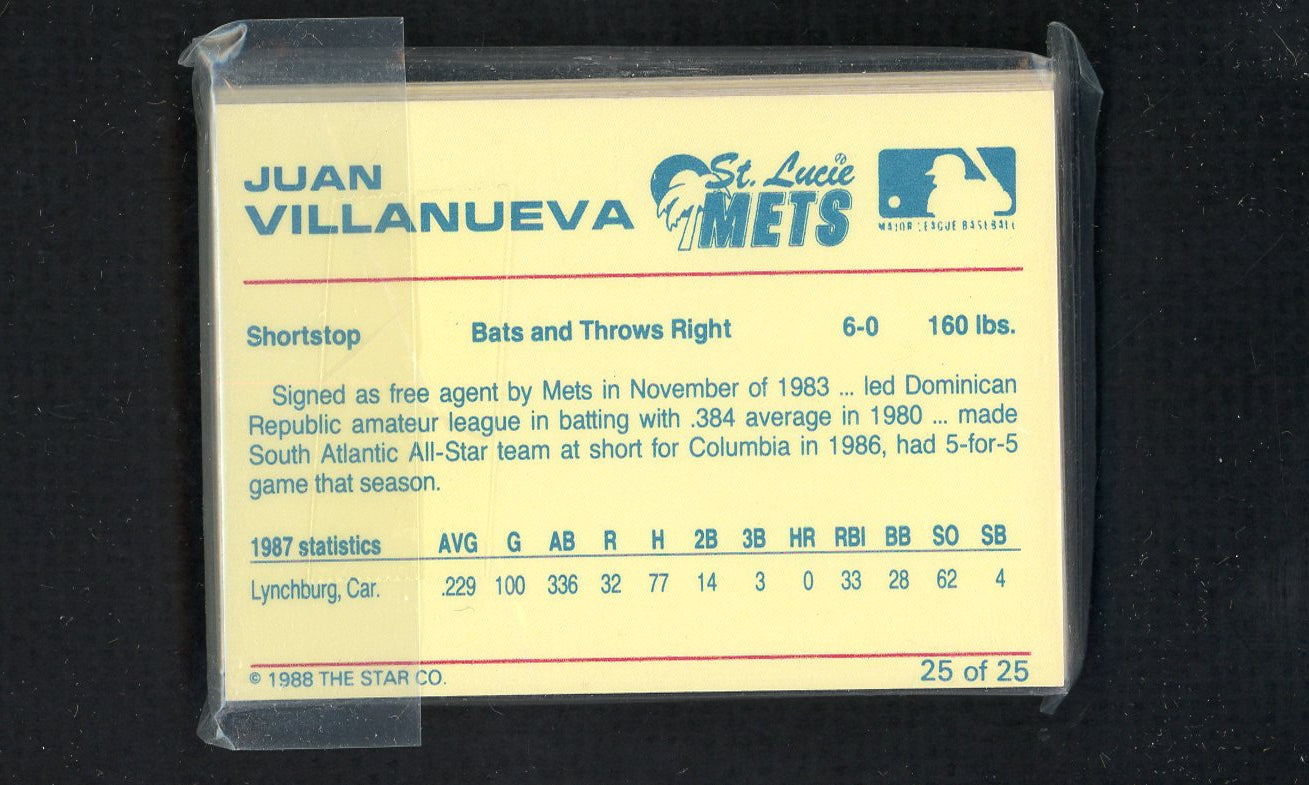 JUAN
VILLANUEVA
St. Lucie
METS
MAJOR LEAGUE BASEBALL
Shortstop Bats and Throws Right 6-0 160 lbs.
Signed as free agent by Mets in November of 1983 ... led Dominican
Republic amateur league in batting with .384 average in 1980 ... made
South Atlantic All-Star team at short for Columbia in 1986, had 5-for-5
game that season.
1987 statistics AVG G AB R H 2B 3B HR RBI BB SO SB
Lynchburg, Car. .229 100 336 32 77 14 3 0 33 28 62 4
© 1988 THE STAR CO. 25 of 25